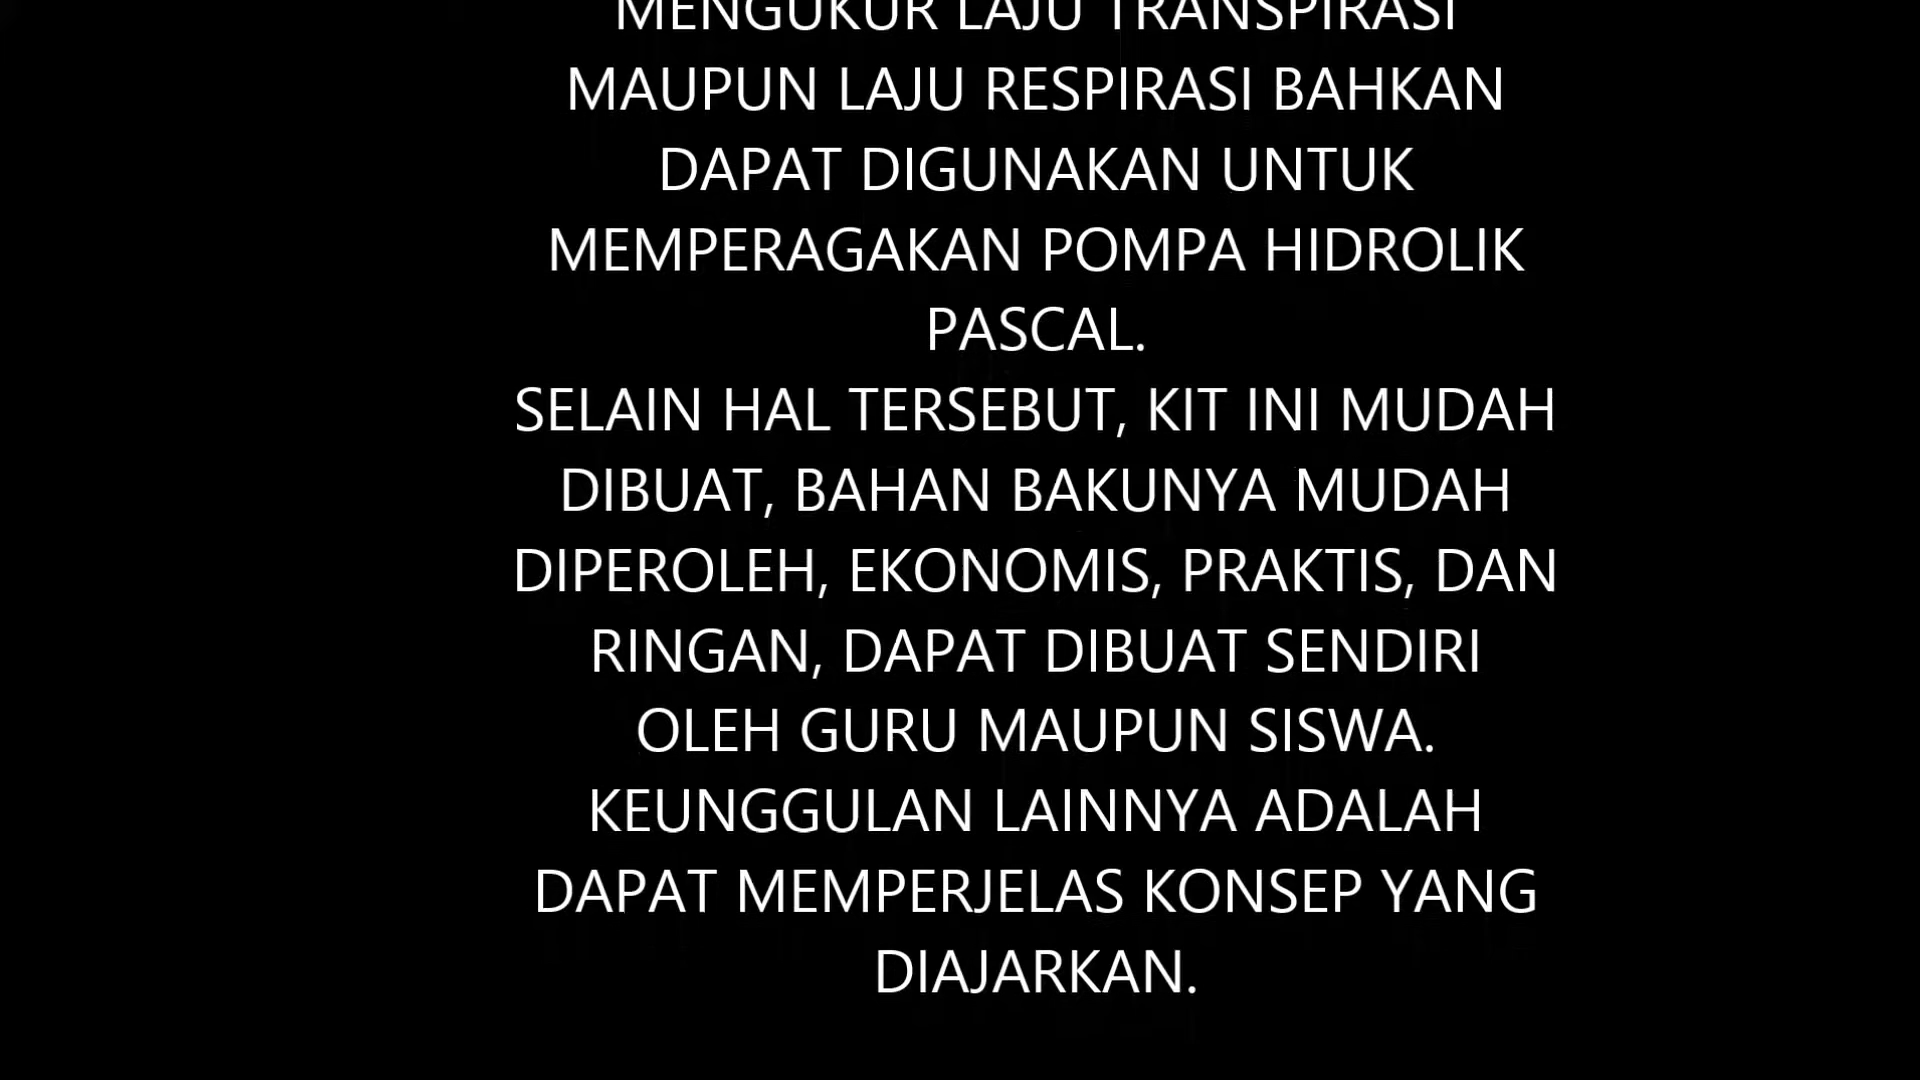 MENGUKUR LAJU TRANSPIRASI
MAUPUN LAJU RESPIRASI BAHKAN
DAPAT DIGUNAKAN UNTUK
MEMPERAGAKAN POMPA HIDROLIK
PASCAL.
SELAIN HAL TERSEBUT, KIT INI MUDAH
DIBUAT, BAHAN BAKUNYA MUDAH
DIPEROLEH, EKONOMIS, PRAKTIS, DAN
RINGAN, DAPAT DIBUAT SENDIRI
OLEH GURU MAUPUN SISWA.
KEUNGGULAN LAINNYA ADALAH
DAPAT MEMPERJELAS KONSEP YANG
DIAJARKAN.